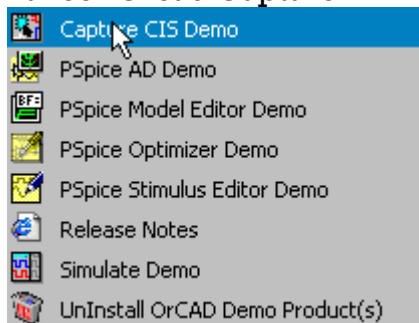 Capture CIS Demo
PSpice AD Demo
PSpice Model Editor Demo
PSpice Optimizer Demo
PSpice Stimulus Editor Demo
Release Notes
Simulate Demo
UnInstall OrCAD Demo Product(s)